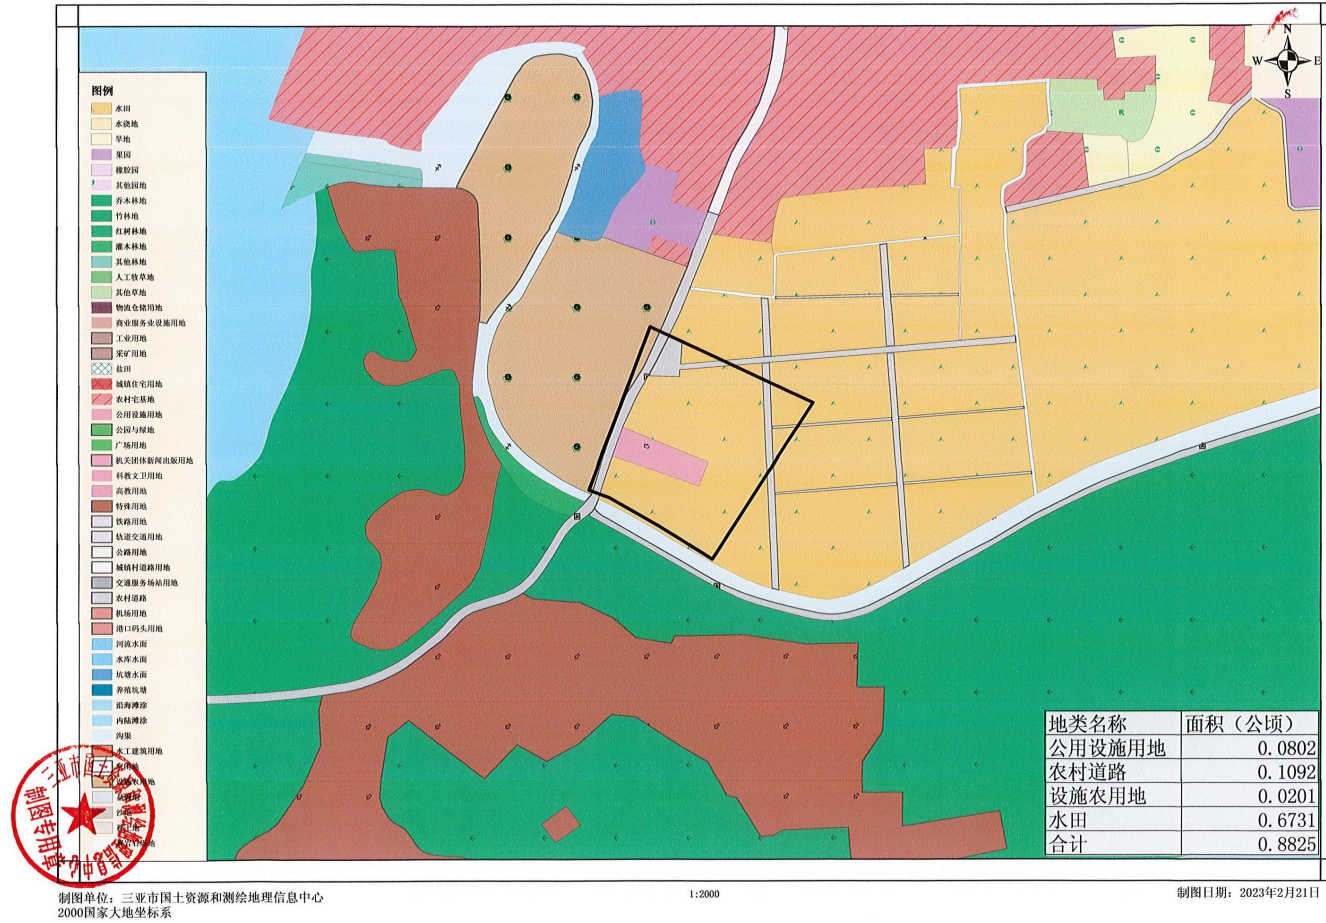 N
W
E
S
图例
水田
水浇地
旱地
果园
橡胶园
其他园地
乔木林地
竹林地
红树林地
灌木林地
其他林地
人工牧草地
其他草地
物流仓储用地
商业服务业设施用地
工业用地
采矿用地
盐田
城镇住宅用地
农村宅基地
公用设施用地
公园与绿地
广场用地
机关团体新闻出版用地
科教文卫用地
高教用地
特殊用地
铁路用地
轨道交通用地
公路用地
城镇村道路用地
交通服务场站用地
农村道路
机场用地
港口码头用地
河流水面
水库水面
坑塘水面
养殖坑塘
沿海滩涂
内陆滩涂
沟渠
水工建筑用地
设施农用地
地类名称 面积（公顷）
公用设施用地 0.0802
农村道路 0.1092
设施农用地 0.0201
水田 0.6731
合计 0.8825
制图专用章
制图单位：三亚市国土资源和测绘地理信息中心
2000国家大地坐标系
1:2000
制图日期：2023年2月21日